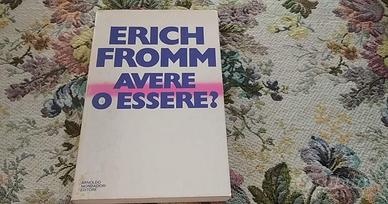 ERICH
FROMM
AVERE
O ESSERE?
ARNOLDO
MONDADORI
EDITORE